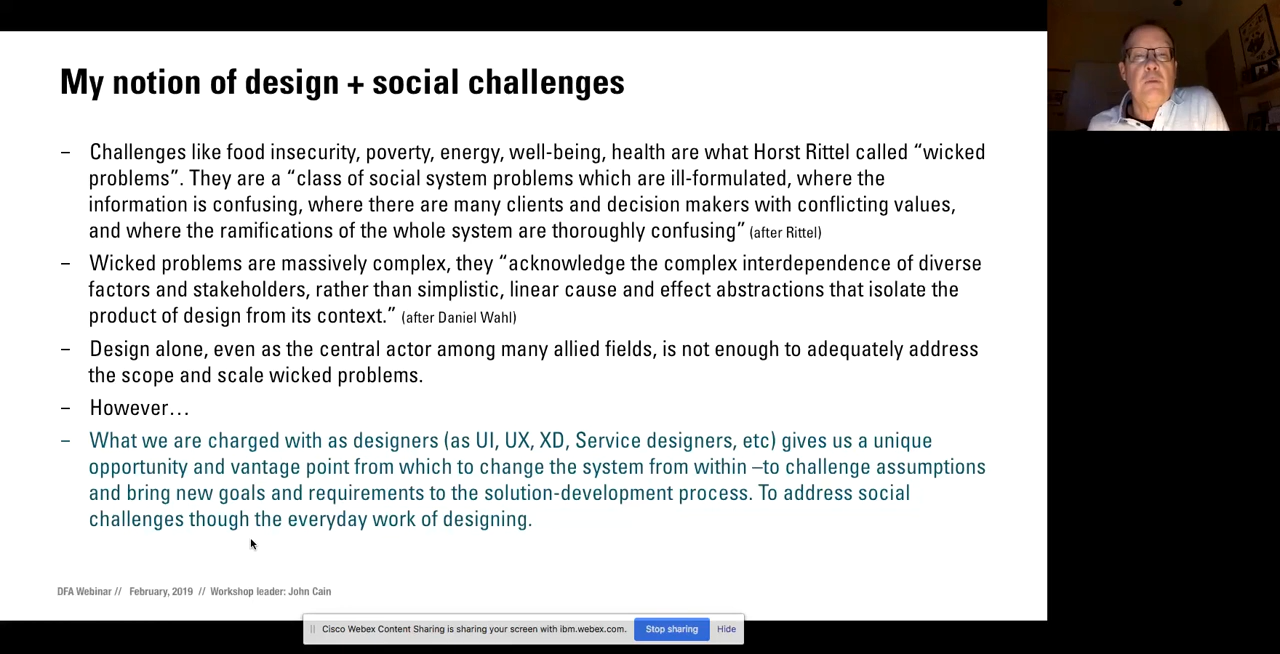 My notion of design + social challenges
– Challenges like food insecurity, poverty, energy, well-being, health are what Horst Rittel called “wicked
problems”. They are a “class of social system problems which are ill-formulated, where the
information is confusing, where there are many clients and decision makers with conflicting values,
and where the ramifications of the whole system are thoroughly confusing” (after Rittel)
– Wicked problems are massively complex, they “acknowledge the complex interdependence of diverse
factors and stakeholders, rather than simplistic, linear cause and effect abstractions that isolate the
product of design from its context.” (after Daniel Wahl)
– Design alone, even as the central actor among many allied fields, is not enough to adequately address
the scope and scale wicked problems.
– However…
– What we are charged with as designers (as UI, UX, XD, Service designers, etc) gives us a unique
opportunity and vantage point from which to change the system from within –to challenge assumptions
and bring new goals and requirements to the solution-development process. To address social
challenges though the everyday work of designing.
DFA Webinar // February, 2019 // Workshop leader: John Cain
Cisco Webex Content Sharing is sharing your screen with ibm.webex.com. Stop sharing Hide